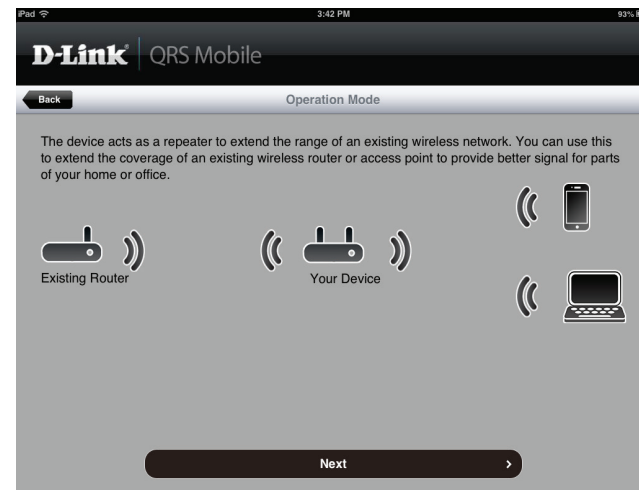 iPad 3:42 PM 93%
D-Link QRS Mobile
Back Operation Mode
The device acts as a repeater to extend the range of an existing wireless network. You can use this
to extend the coverage of an existing wireless router or access point to provide better signal for parts
of your home or office.
Existing Router Your Device
Next